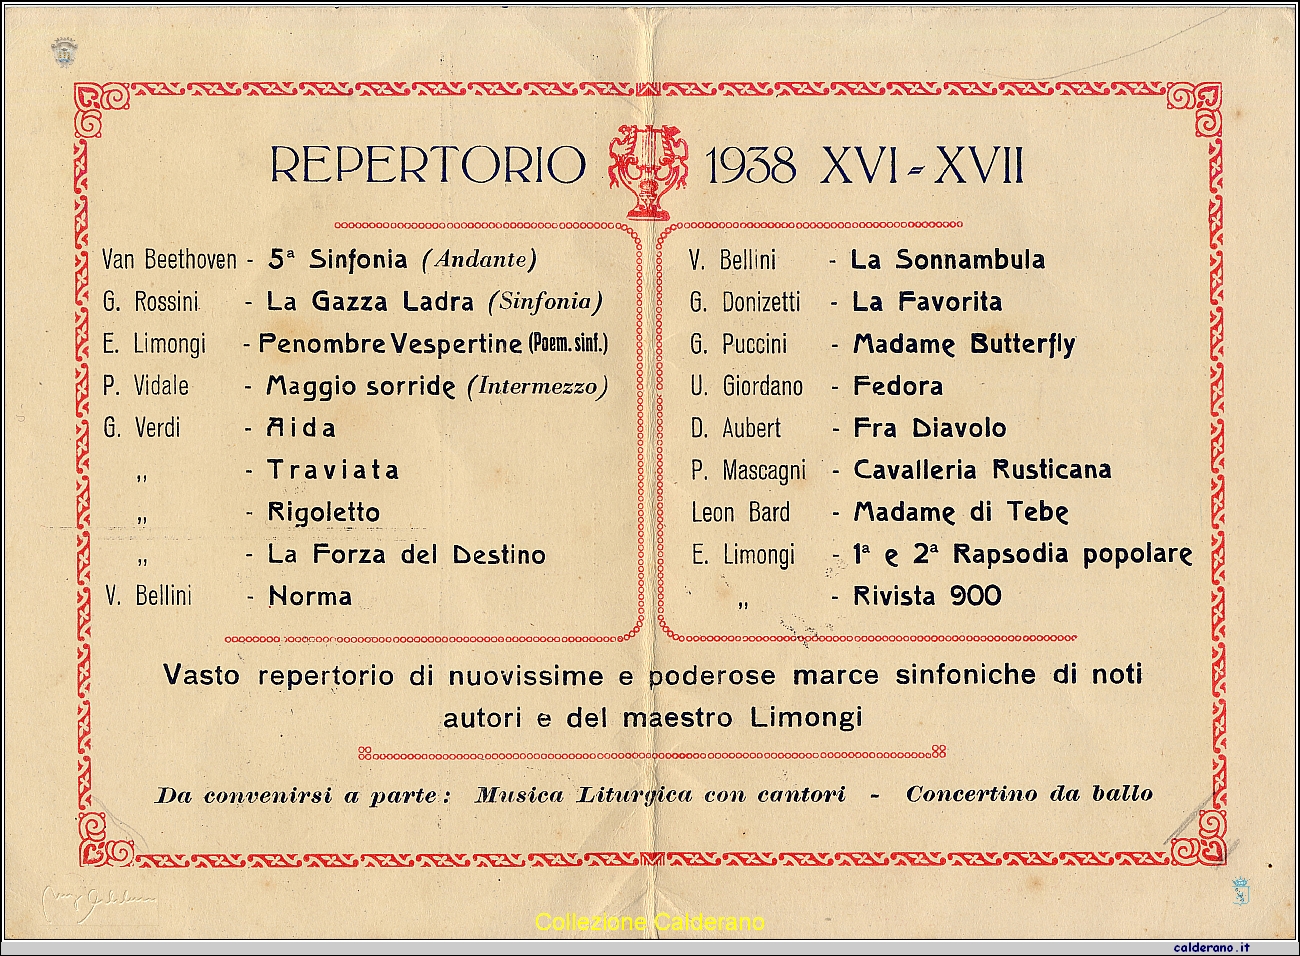 REPERTORIO 1938 XVI-XVII
Van Beethoven - 5ª Sinfonia (Andante)
G. Rossini - La Gazza Ladra (Sinfonia)
E. Limongi - Penombre Vespertine (Poem. sinf.)
P. Vidale - Maggio sorride (Intermezzo)
G. Verdi - Aida
„ - Traviata
„ - Rigoletto
„ - La Forza del Destino
V. Bellini - Norma
V. Bellini - La Sonnambula
G. Donizetti - La Favorita
G. Puccini - Madame Butterfly
U. Giordano - Fedora
D. Aubert - Fra Diavolo
P. Mascagni - Cavalleria Rusticana
Leon Bard - Madame di Tebe
E. Limongi - 1ª e 2ª Rapsodia popolare
„ - Rivista 900
Vasto repertorio di nuovissime e poderose marce sinfoniche di noti
autori e del maestro Limongi
Da convenirsi a parte: Musica Liturgica con cantori - Concertino da ballo
Collezione Calderano
calderano.it